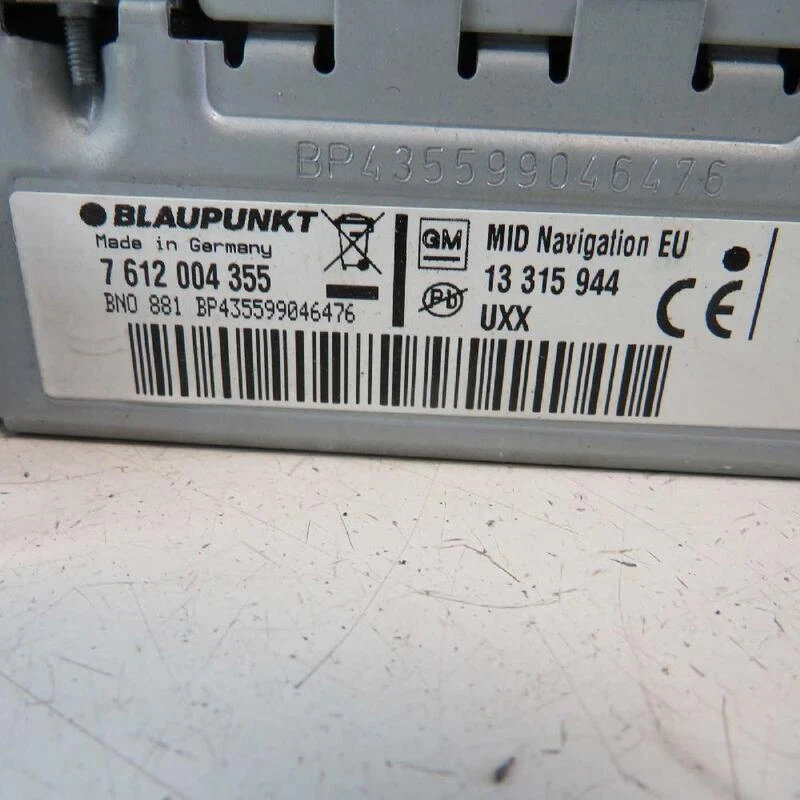 BP435599046476
BLAUPUNKT
Made in Germany
7 612 004 355
BNO 881 BP435599046476
GM
Pb
MID Navigation EU
13 315 944
UXX
CE